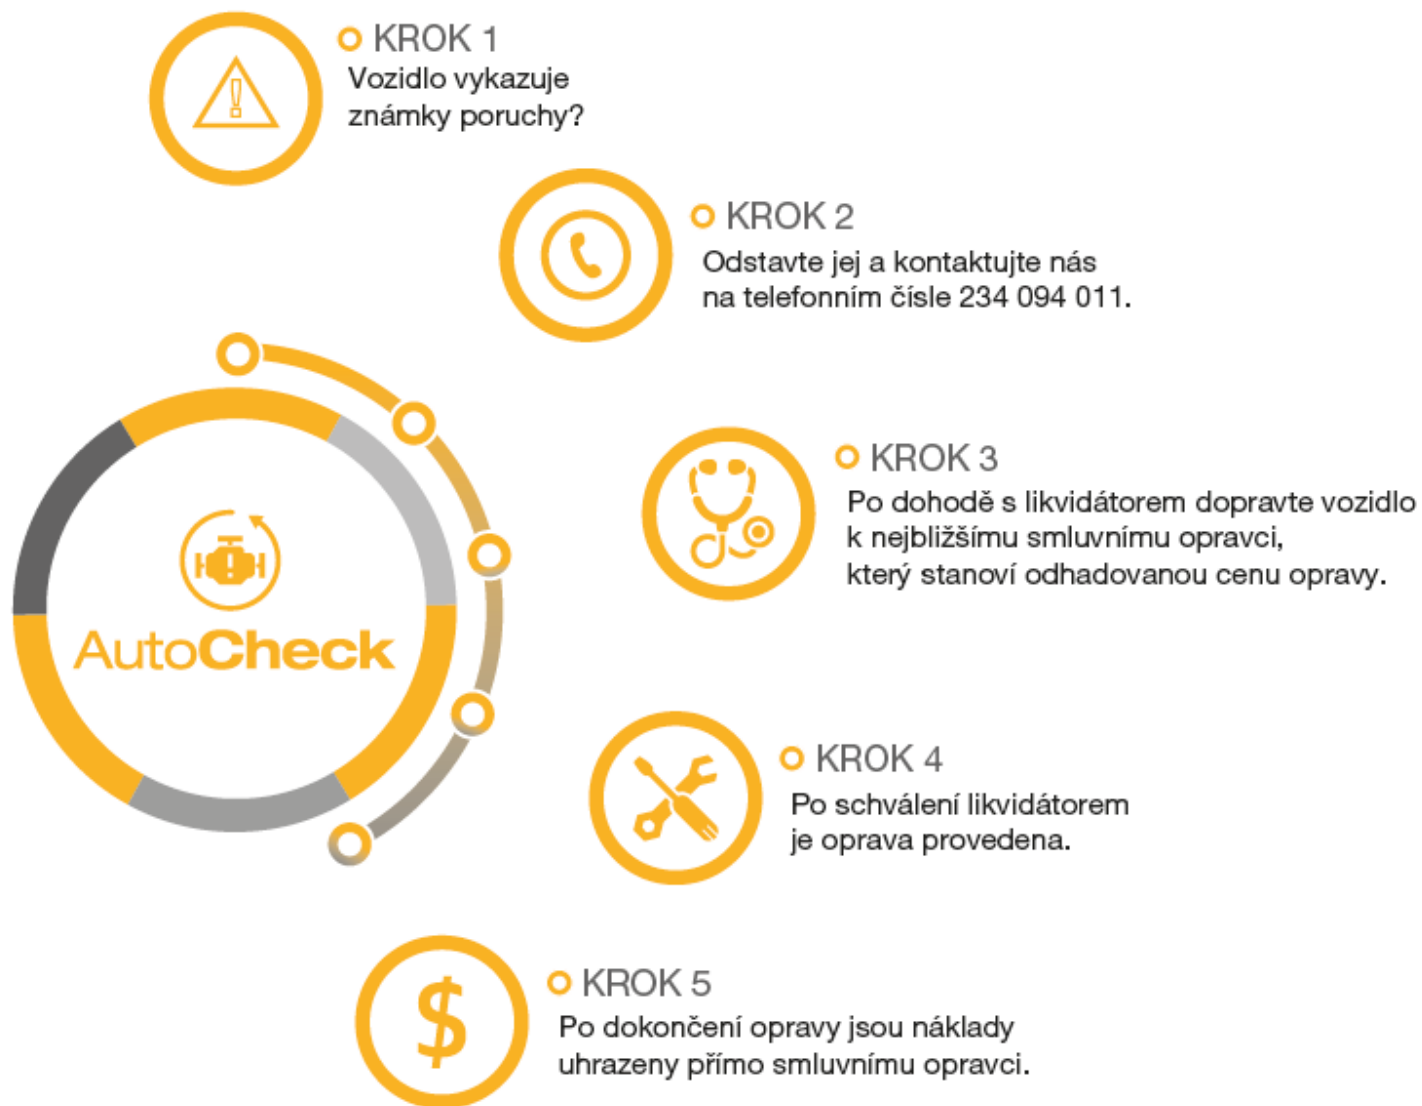 KROK 1
Vozidlo vykazuje
známky poruchy?
KROK 2
Odstavte jej a kontaktujte nás
na telefonním čísle 234 094 011.
KROK 3
Po dohodě s likvidátorem dopravte vozidlo
k nejbližšímu smluvnímu opravci,
který stanoví odhadovanou cenu opravy.
AutoCheck
KROK 4
Po schválení likvidátorem
je oprava provedena.
KROK 5
Po dokončení opravy jsou náklady
uhrazeny přímo smluvnímu opravci.